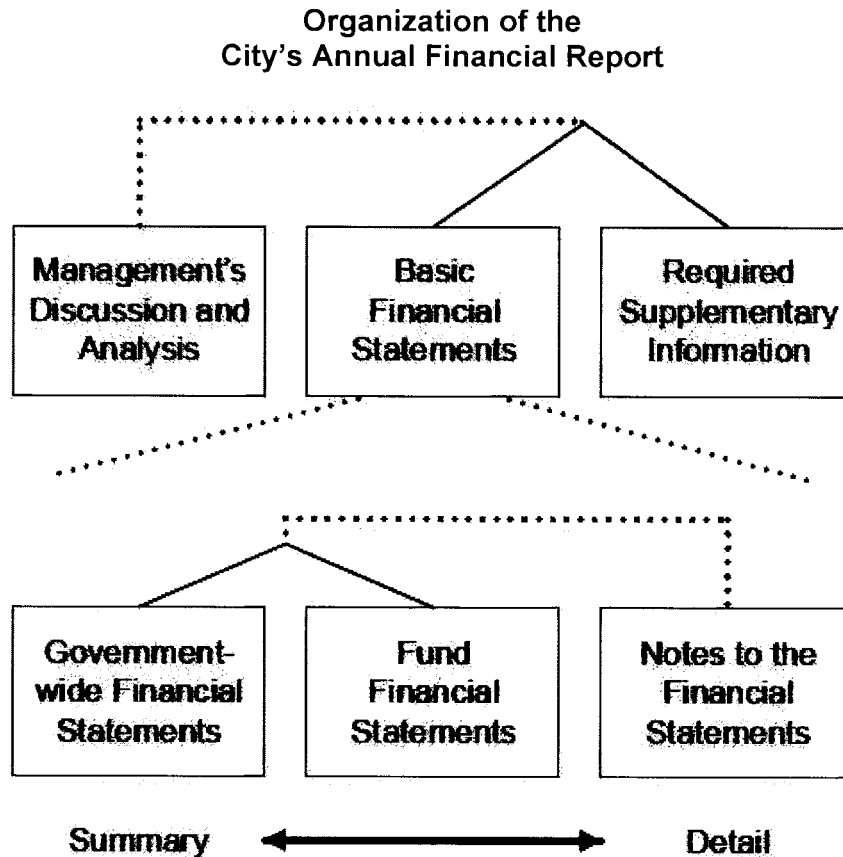 Organization of the
City's Annual Financial Report
Management's
Discussion and
Analysis
Basic
Financial
Statements
Required
Supplementary
Information
Government-
wide Financial
Statements
Fund
Financial
Statements
Notes to the
Financial
Statements
Summary
Detail